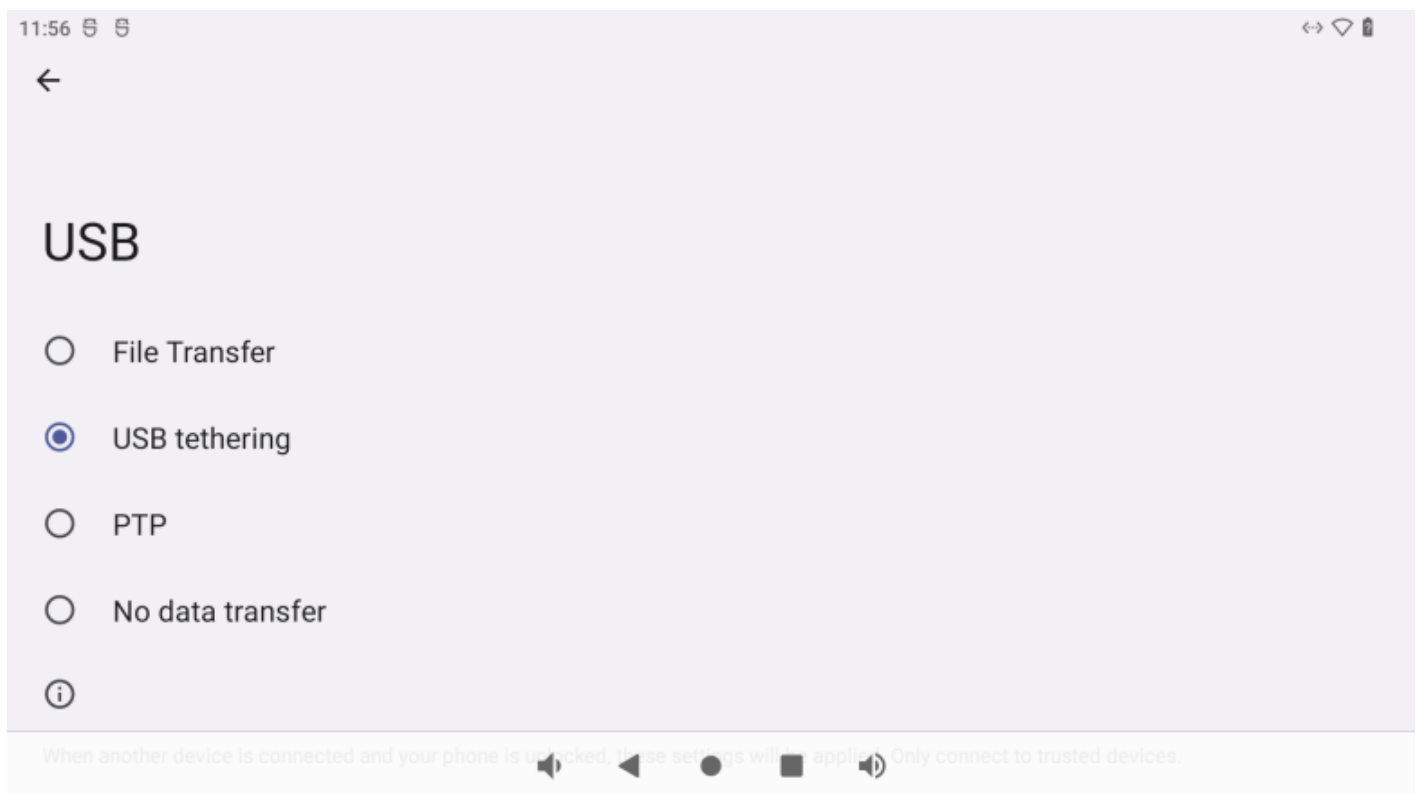 11:56
USB
File Transfer
USB tethering
PTP
No data transfer
When another device is connected and your phone is unlocked, these settings will be applied. Only connect to trusted devices.